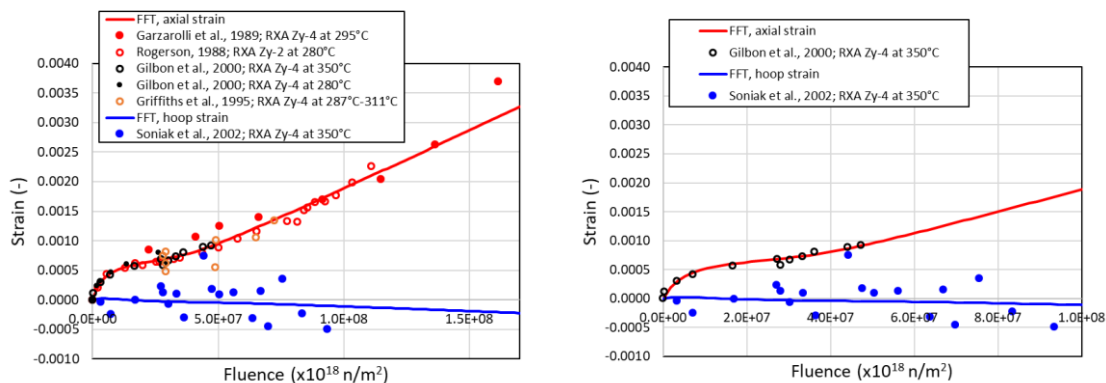 FFT, axial strain
Garzarolli et al., 1989; RXA Zy-4 at 295°C
Rogerson, 1988; RXA Zy-2 at 280°C
Gilbon et al., 2000; RXA Zy-4 at 350°C
Gilbon et al., 2000; RXA Zy-4 at 280°C
Griffiths et al., 1995; RXA Zy-4 at 287°C-311°C
FFT, hoop strain
Soniak et al., 2002; RXA Zy-4 at 350°C
0.0040
0.0035
0.0030
0.0025
0.0020
0.0015
0.0010
0.0005
0.0000
-0.0005
-0.0010
Strain (-)
0.0E+00
5.0E+07
1.0E+08
1.5E+08
Fluence (x10¹⁸ n/m²)
FFT, axial strain
Gilbon et al., 2000; RXA Zy-4 at 350°C
FFT, hoop strain
Soniak et al., 2002; RXA Zy-4 at 350°C
0.0040
0.0035
0.0030
0.0025
0.0020
0.0015
0.0010
0.0005
0.0000
-0.0005
-0.0010
Strain (-)
0.0E+00
2.0E+07
4.0E+07
6.0E+07
8.0E+07
1.0E+08
Fluence (x10¹⁸ n/m²)